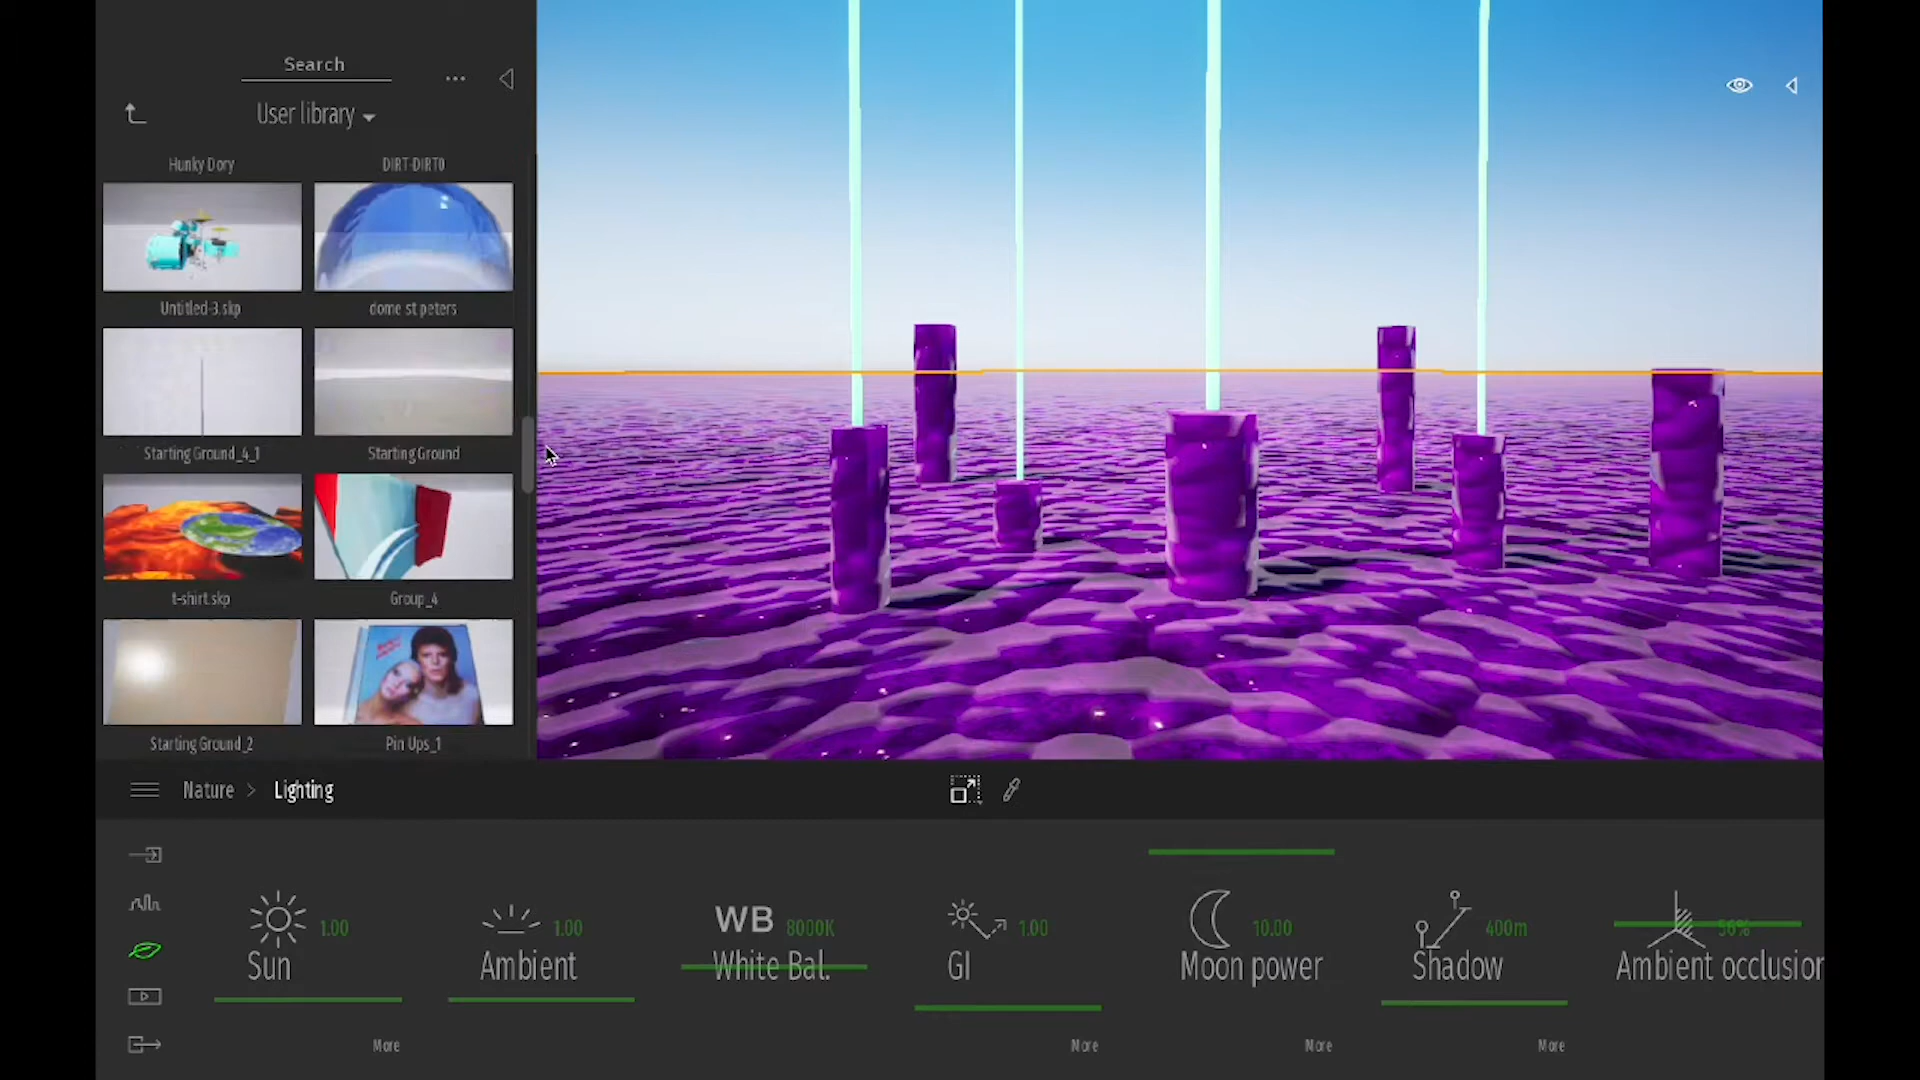 Search
User library
Hunky Dory
DIRT-DIRT0
Untitled-3.skp
dome st peters
Starting Ground_4_1
Starting Ground
t-shirt.skp
Group_4
Starting Ground_2
Pin Ups_1
Nature > Lighting
1.00
Sun
1.00
Ambient
WB 8000K
White Bal.
1.00
GI
10.00
Moon power
400m
Shadow
56%
Ambient occlusion
More
More
More
More